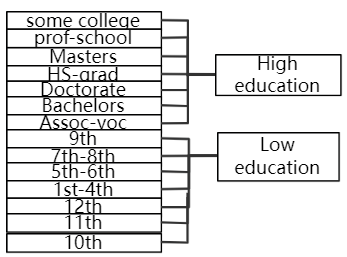 some college
prof-school
Masters
HS-grad
Doctorate
Bachelors
Assoc-voc
9th
7th-8th
5th-6th
1st-4th
12th
11th
10th
High
education
Low
education